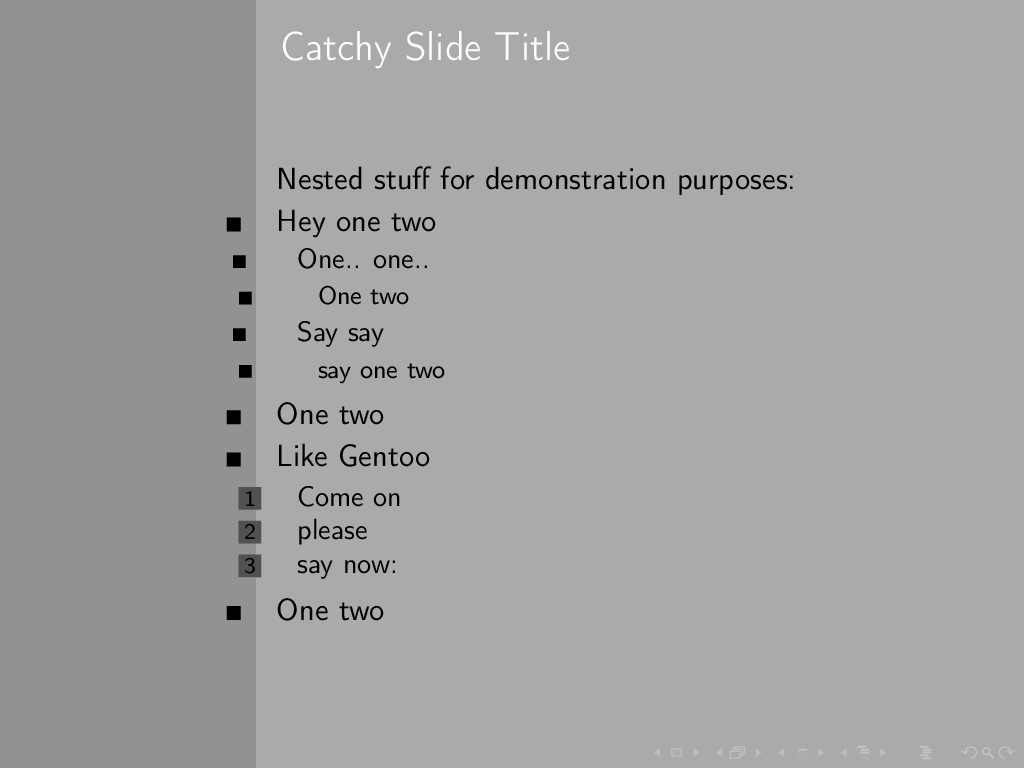 Catchy Slide Title
Nested stuff for demonstration purposes:
Hey one two
One.. one..
One two
Say say
say one two
One two
Like Gentoo
1 Come on
2 please
3 say now:
One two